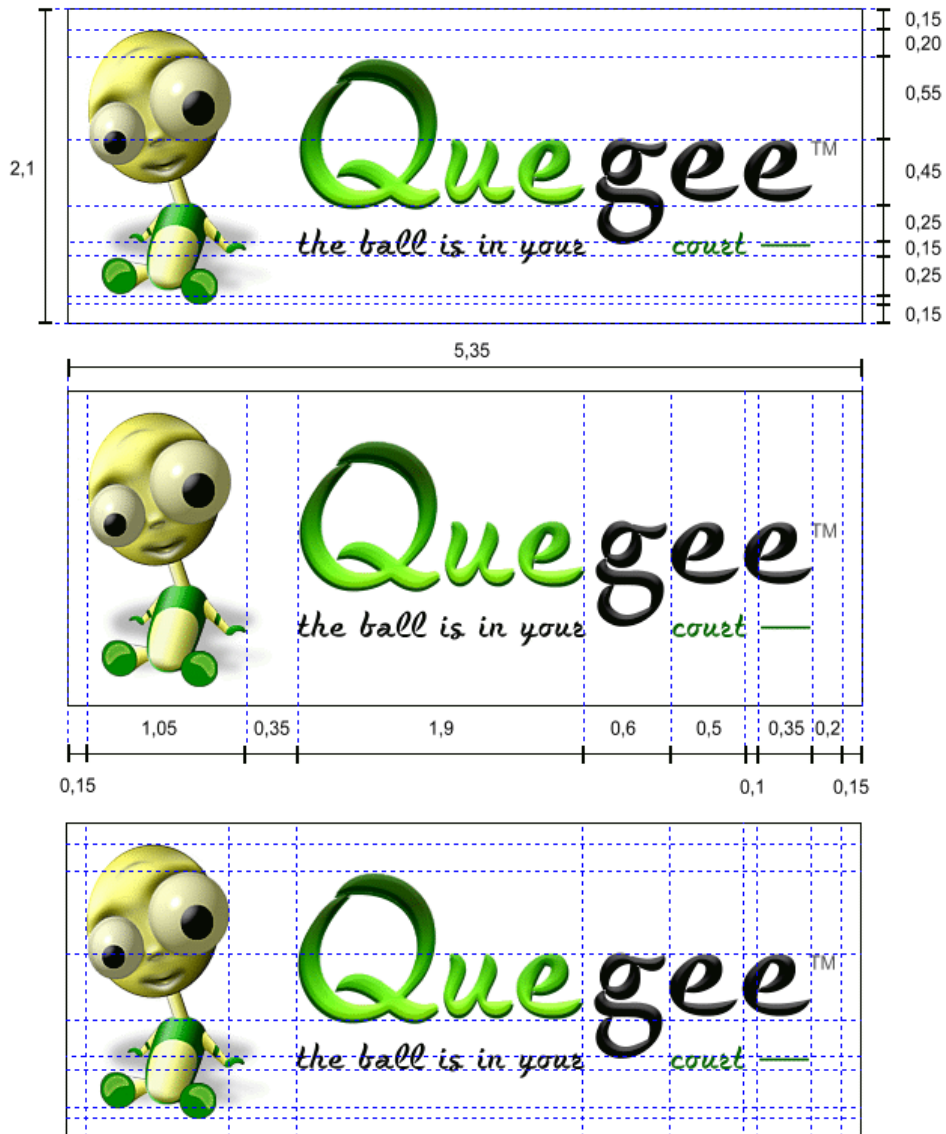 0,15
0,20
0,55
2,1
0,45
Quegee™
0,25
the ball is in your court
0,15
0,25
0,15
5,35
Quegee™
the ball is in your court
1,05 0,35 1,9 0,6 0,5 0,35 0,2
0,15 0,1 0,15
Quegee™
the ball is in your court